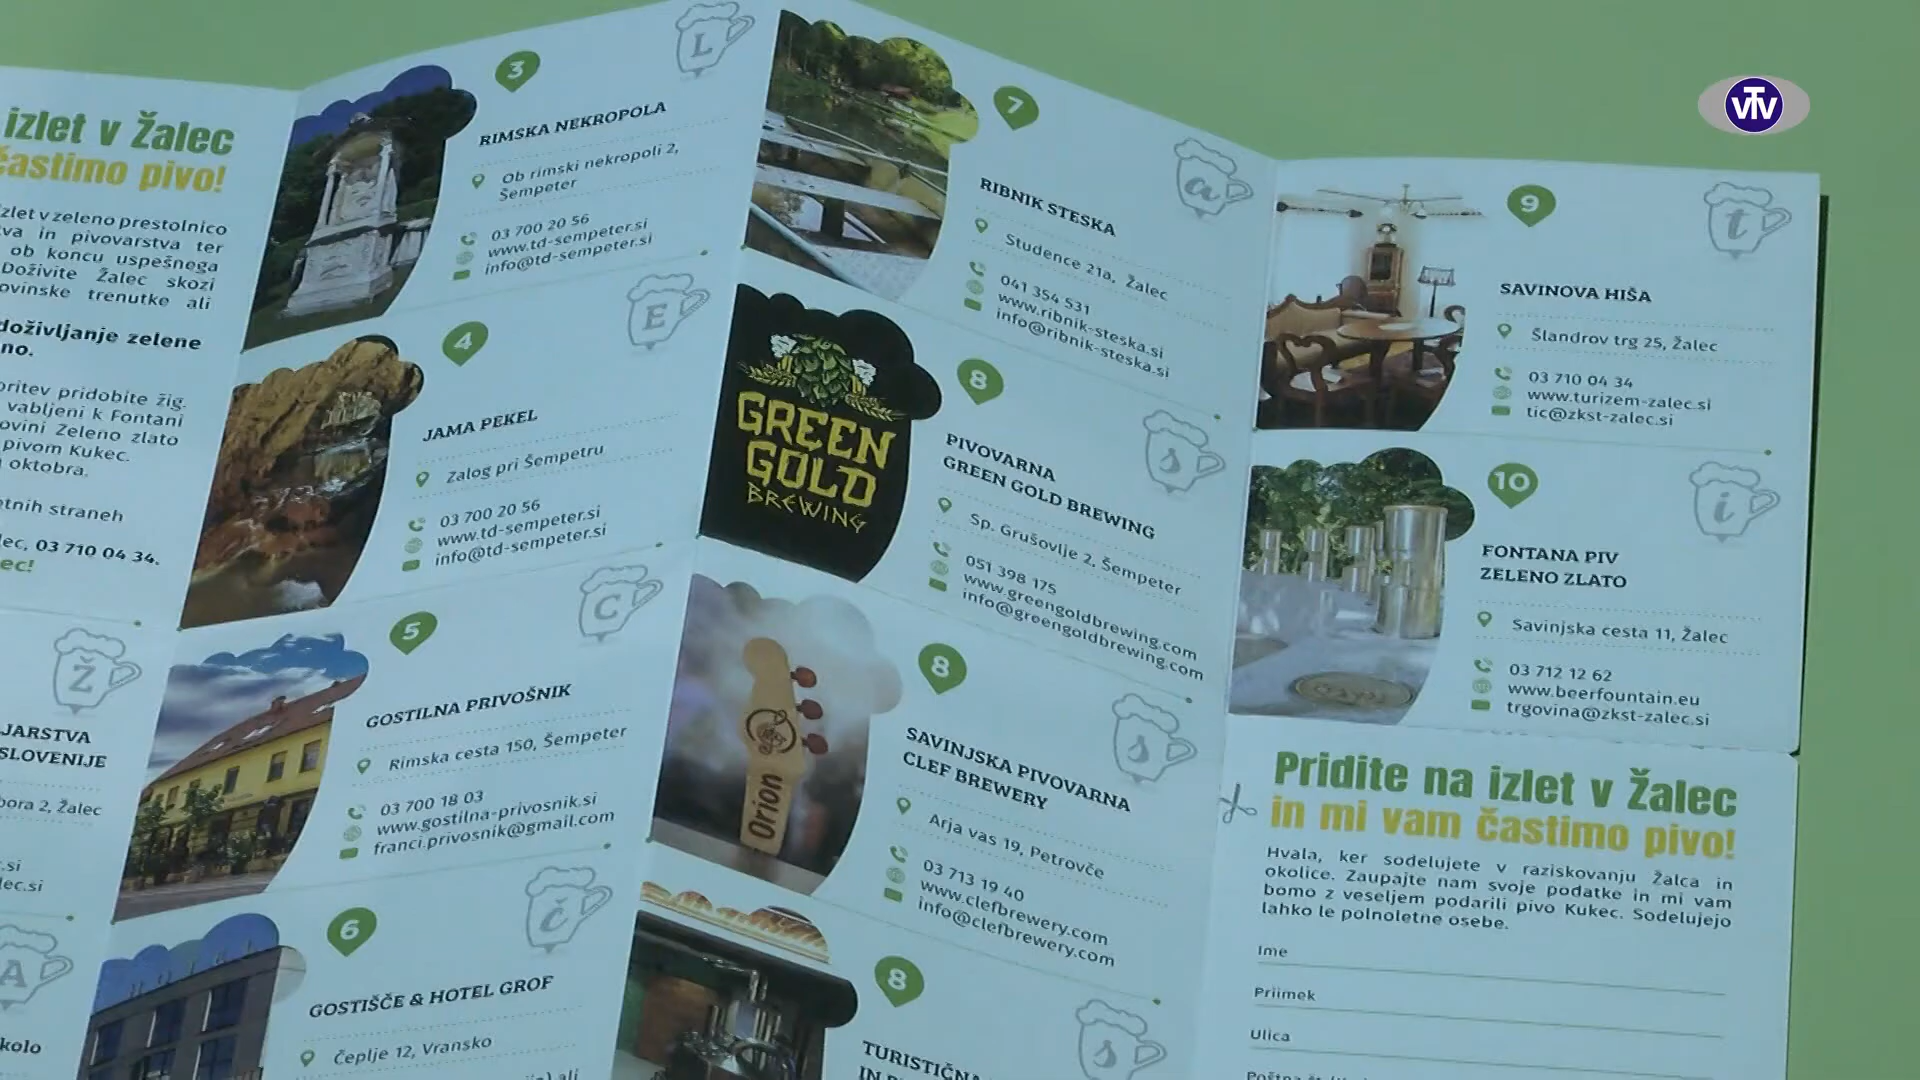 izlet v Žalec
častimo pivo!
izlet v zeleno prestolnico
in pivovarstva ter
ob koncu uspešnega
Doživite Žalec skozi
trenutke ali
doživljanje zelene
pridobite žig.
vabljeni k Fontani
Zeleno zlato
pivom Kukec.
oktobra.
straneh
03 710 04 34.
Ž
JARSTVA
SLOVENIJE
2, Žalec
.si
A
3
L
RIMSKA NEKROPOLA
Ob rimski nekropoli 2,
Šempeter
03 700 20 56
www.td-sempeter.si
info@td-sempeter.si
4
E
JAMA PEKEL
Zalog pri Šempetru
03 700 20 56
www.td-sempeter.si
info@td-sempeter.si
5
C
GOSTILNA PRIVOŠNIK
Rimska cesta 150, Šempeter
03 700 18 03
www.gostilna-privosnik.si
franci.privosnik@gmail.com
6
Č
GOSTIŠČE & HOTEL GROF
Čeplje 12, Vransko
7
a
RIBNIK STESKA
Studence 21a, Žalec
041 354 531
www.ribnik-steska.si
info@ribnik-steska.si
GREEN
GOLD
BREWING
8
PIVOVARNA
GREEN GOLD BREWING
Sp. Grušovlje 2, Šempeter
051 398 175
www.greengoldbrewing.com
info@greengoldbrewing.com
Orion
8
SAVINJSKA PIVOVARNA
CLEF BREWERY
Arja vas 19, Petrovče
03 713 19 40
www.clefbrewery.com
info@clefbrewery.com
8
TURISTIČNA
9
t
SAVINOVA HIŠA
Šlandrov trg 25, Žalec
03 710 04 34
www.turizem-zalec.si
tic@zkst-zalec.si
10
i
FONTANA PIV
ZELENO ZLATO
Savinjska cesta 11, Žalec
03 712 12 62
www.beerfountain.eu
trgovina@zkst-zalec.si
Pridite na izlet v Žalec
in mi vam častimo pivo!
Hvala, ker sodelujete v raziskovanju Žalca in
okolice. Zaupajte nam svoje podatke in mi vam
bomo z veseljem podarili pivo Kukec. Sodelujejo
lahko le polnoletne osebe.
Ime
Priimek
Ulica
VTV